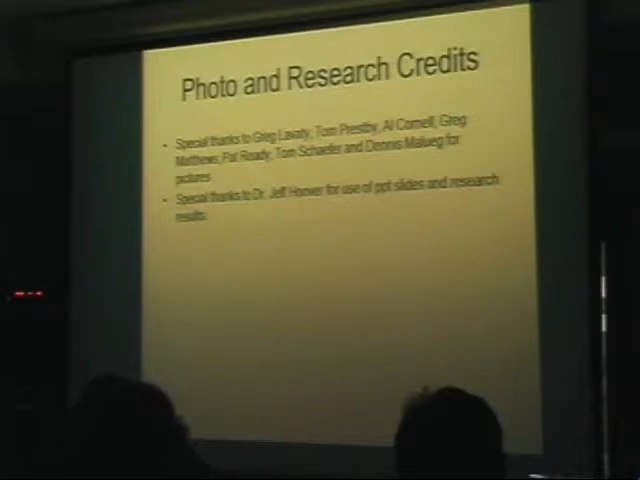 Photo and Research Credits
• Special thanks to Greg Lavaty, Tom Prestby, Al Cornell, Greg
Matthews, Pat Ready, Tom Schaefer and Dennis Malueg for
pictures
• Special thanks to Dr. Jeff Hoover for use of ppt slides and research
results.